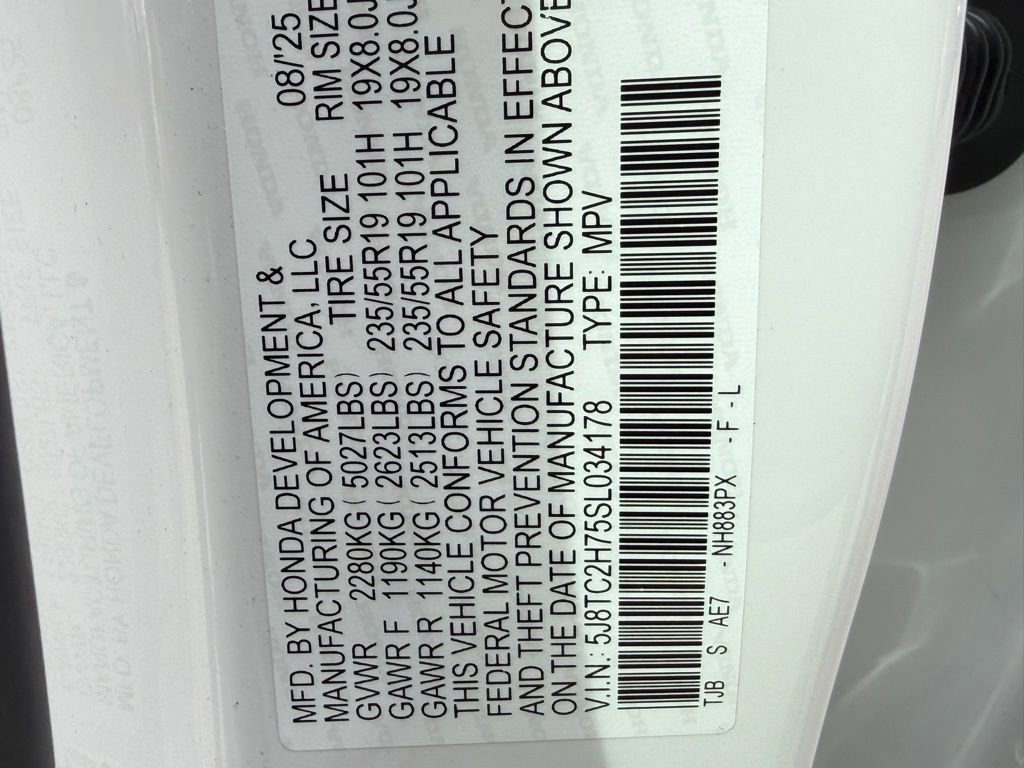 MFD. BY HONDA DEVELOPMENT & 08/'25
MANUFACTURING OF AMERICA, LLC
TIRE SIZE RIM SIZE
GVWR 2280KG ( 5027LBS)
GAWR F 1190KG ( 2623LBS) 235/55R19 101H 19X8.0J
GAWR R 1140KG ( 2513LBS) 235/55R19 101H 19X8.0J
THIS VEHICLE CONFORMS TO ALL APPLICABLE
FEDERAL MOTOR VEHICLE SAFETY
AND THEFT PREVENTION STANDARDS IN EFFECT
ON THE DATE OF MANUFACTURE SHOWN ABOVE
V.I.N.: 5J8TC2H75SL034178 TYPE: MPV
TJB S AE7 - NH883PX - F - L